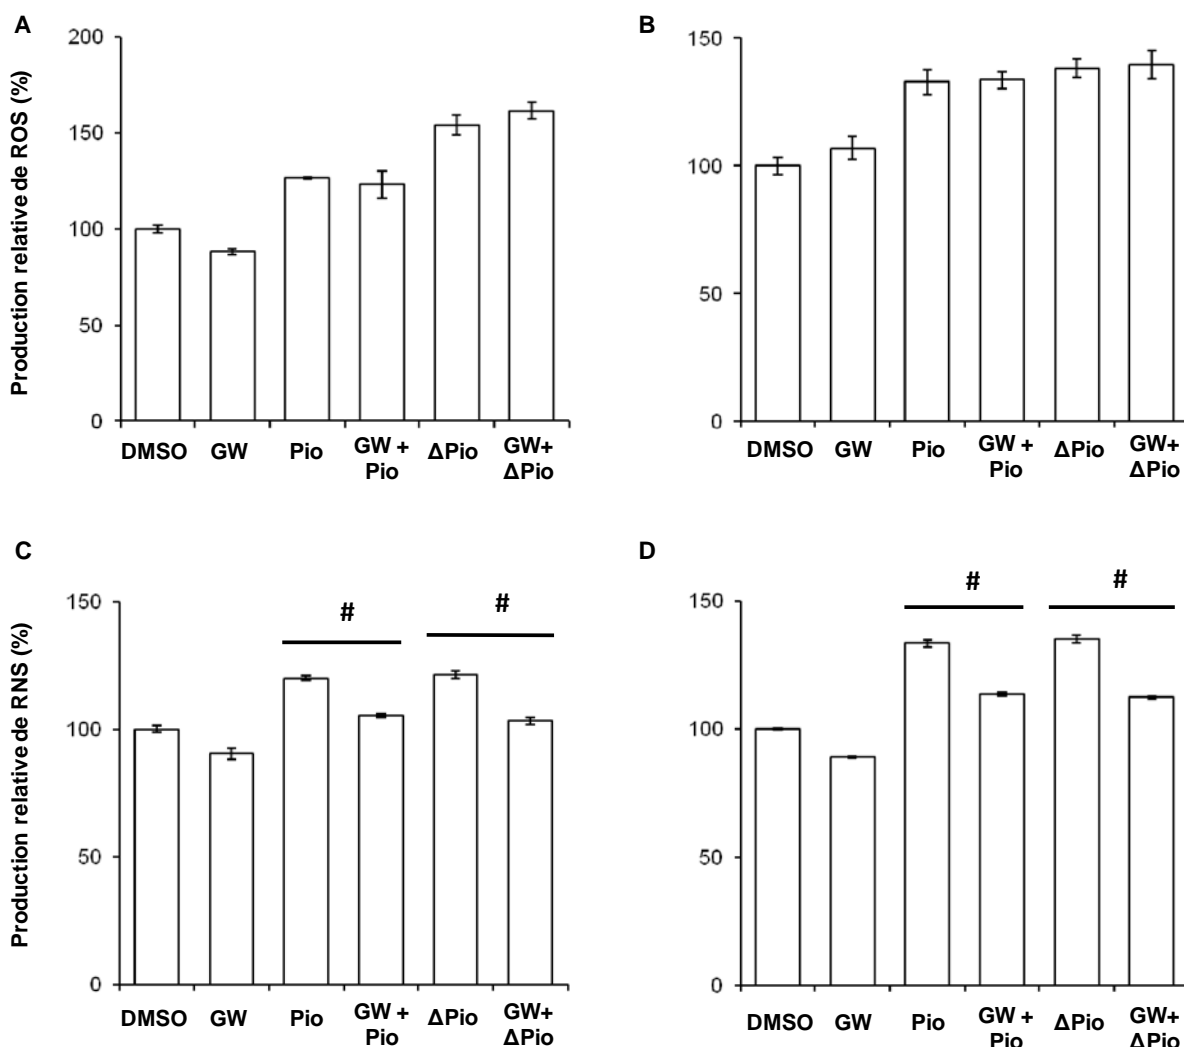 A
Production relative de ROS (%)
200
150
100
50
0
DMSO
GW
Pio
GW +
Pio
ΔPio
GW+
ΔPio
B
150
100
50
0
DMSO
GW
Pio
GW +
Pio
ΔPio
GW+
ΔPio
C
Production relative de RNS (%)
150
100
50
0
#
#
DMSO
GW
Pio
GW +
Pio
ΔPio
GW+
ΔPio
D
150
100
50
0
#
#
DMSO
GW
Pio
GW +
Pio
ΔPio
GW+
ΔPio